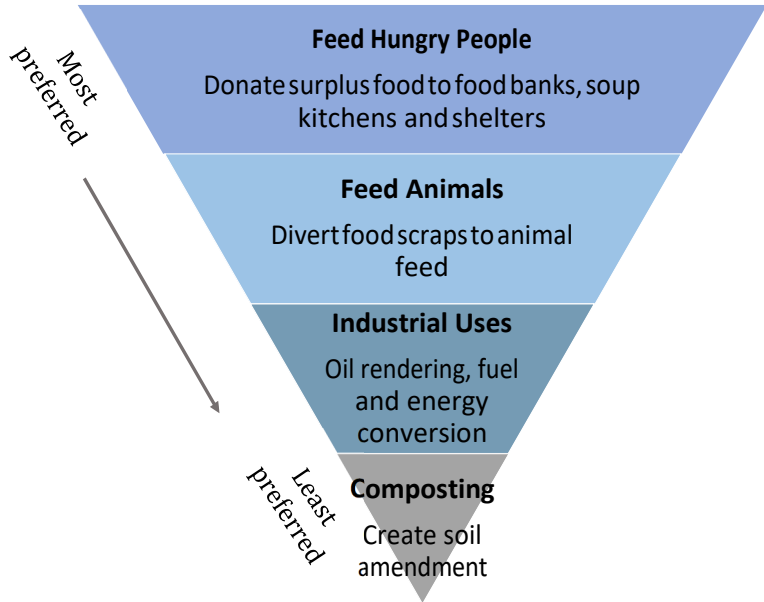 Feed Hungry People
Donate surplus food to food banks, soup
kitchens and shelters
Most
preferred
Feed Animals
Divert food scraps to animal
feed
Industrial Uses
Oil rendering, fuel
and energy
conversion
Least
preferred
Composting
Create soil
amendment